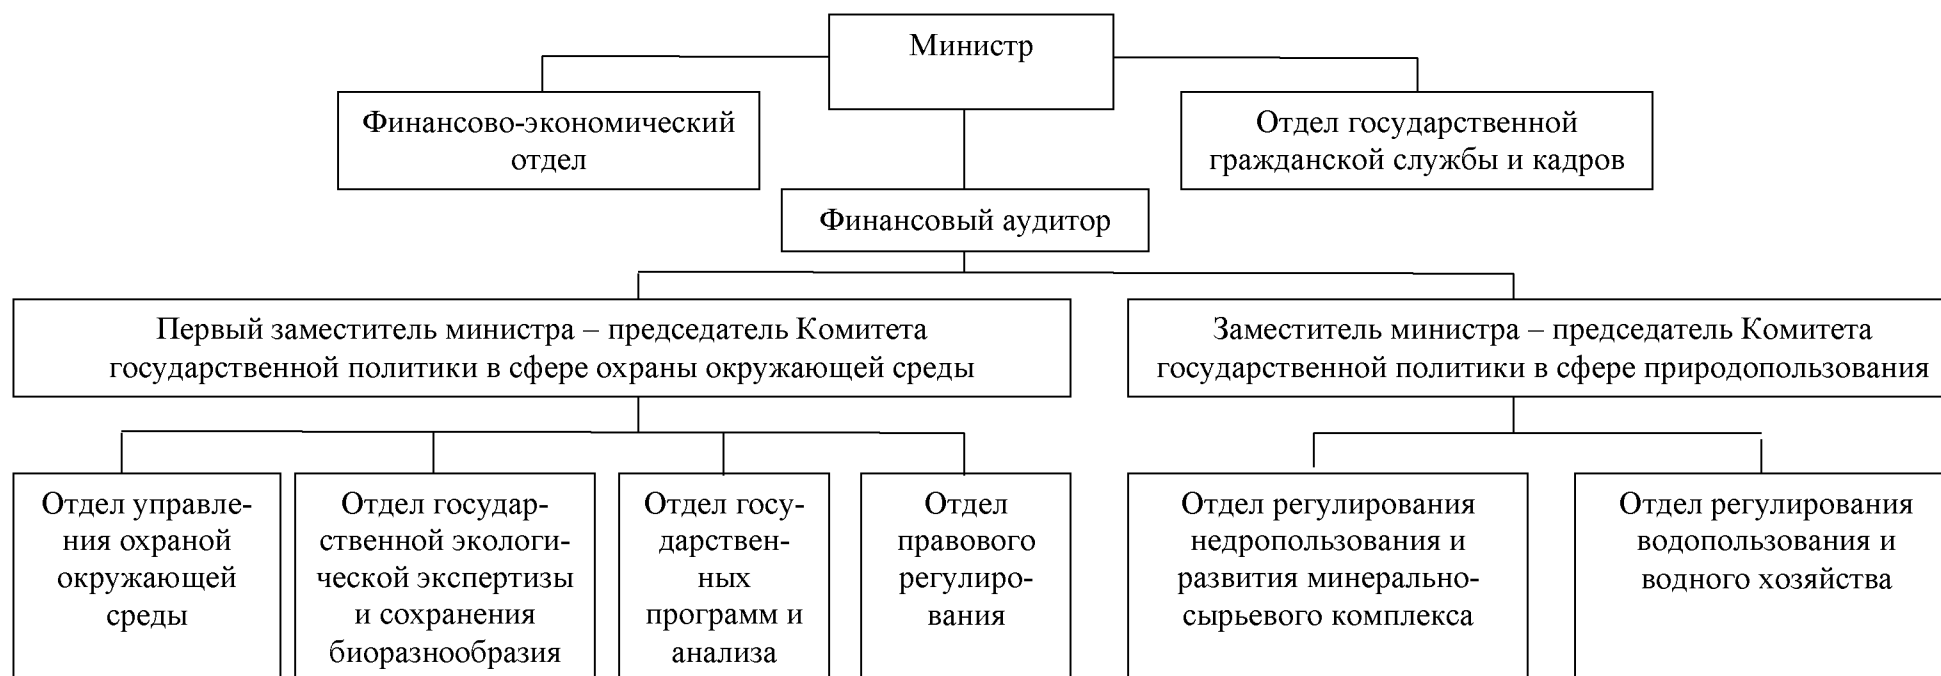 Министр
Финансово-экономический
отдел
Отдел государственной
гражданской службы и кадров
Финансовый аудитор
Первый заместитель министра – председатель Комитета
государственной политики в сфере охраны окружающей среды
Заместитель министра – председатель Комитета
государственной политики в сфере природопользования
Отдел управле-
ния охраной
окружающей
среды
Отдел государ-
ственной экологи-
ческой экспертизы
и сохранения
биоразнообразия
Отдел госу-
дарствен-
ных
программ и
анализа
Отдел
правового
регулиро-
вания
Отдел регулирования
недропользования и
развития минерально-
сырьевого комплекса
Отдел регулирования
водопользования и
водного хозяйства